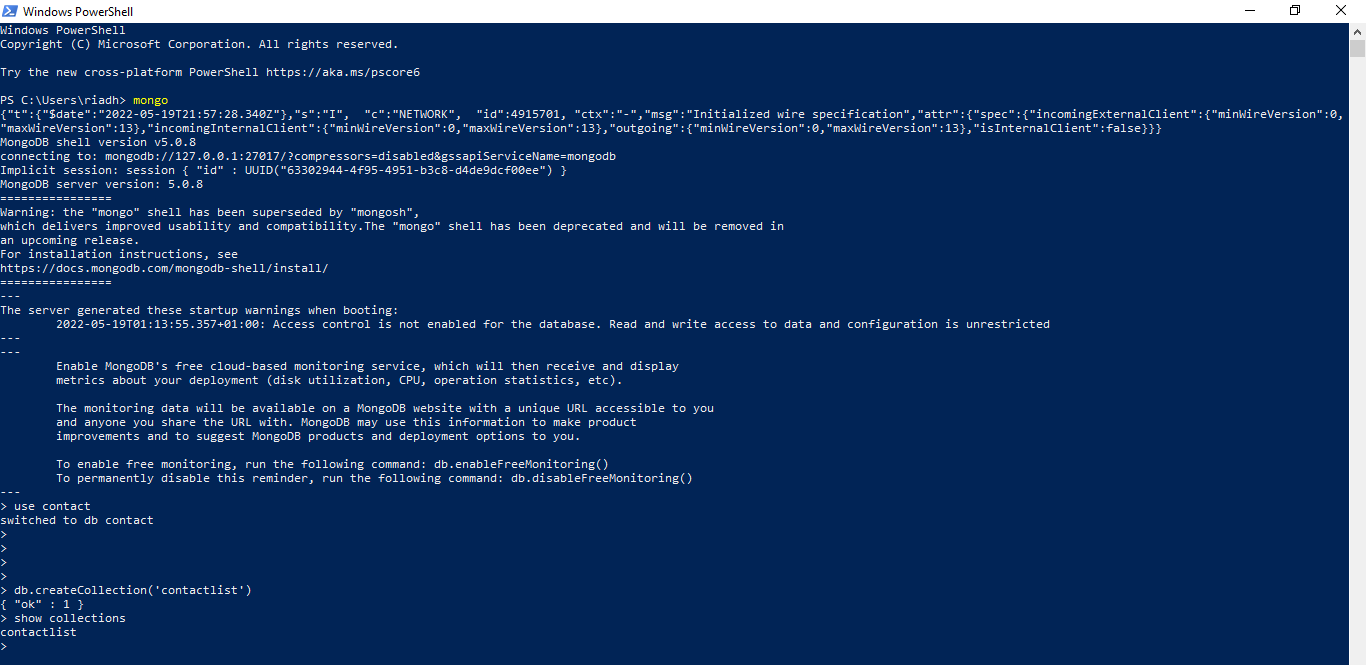 Windows PowerShell
Windows PowerShell
Copyright (C) Microsoft Corporation. All rights reserved.
Try the new cross-platform PowerShell https://aka.ms/pscore6
PS C:\Users\riadh> mongo
{"t":{"$date":"2022-05-19T21:57:28.340Z"},"s":"I",  "c":"NETWORK",  "id":4915701, "ctx":"-","msg":"Initialized wire specification","attr":{"spec":{"incomingExternalClient":{"minWireVersion":0,
"maxWireVersion":13},"incomingInternalClient":{"minWireVersion":0,"maxWireVersion":13},"outgoing":{"minWireVersion":0,"maxWireVersion":13},"isInternalClient":false}}}
MongoDB shell version v5.0.8
connecting to: mongodb://127.0.0.1:27017/?compressors=disabled&gssapiServiceName=mongodb
Implicit session: session { "id" : UUID("63302944-4f95-4951-b3c8-d4de9dcf00ee") }
MongoDB server version: 5.0.8
================
Warning: the "mongo" shell has been superseded by "mongosh",
which delivers improved usability and compatibility.The "mongo" shell has been deprecated and will be removed in
an upcoming release.
For installation instructions, see
https://docs.mongodb.com/mongodb-shell/install/
================
---
The server generated these startup warnings when booting:
        2022-05-19T01:13:55.357+01:00: Access control is not enabled for the database. Read and write access to data and configuration is unrestricted
---
---
        Enable MongoDB's free cloud-based monitoring service, which will then receive and display
        metrics about your deployment (disk utilization, CPU, operation statistics, etc).
        The monitoring data will be available on a MongoDB website with a unique URL accessible to you
        and anyone you share the URL with. MongoDB may use this information to make product
        improvements and to suggest MongoDB products and deployment options to you.
        To enable free monitoring, run the following command: db.enableFreeMonitoring()
        To permanently disable this reminder, run the following command: db.disableFreeMonitoring()
---
> use contact
switched to db contact
>
>
>
>
> db.createCollection('contactlist')
{ "ok" : 1 }
> show collections
contactlist
>